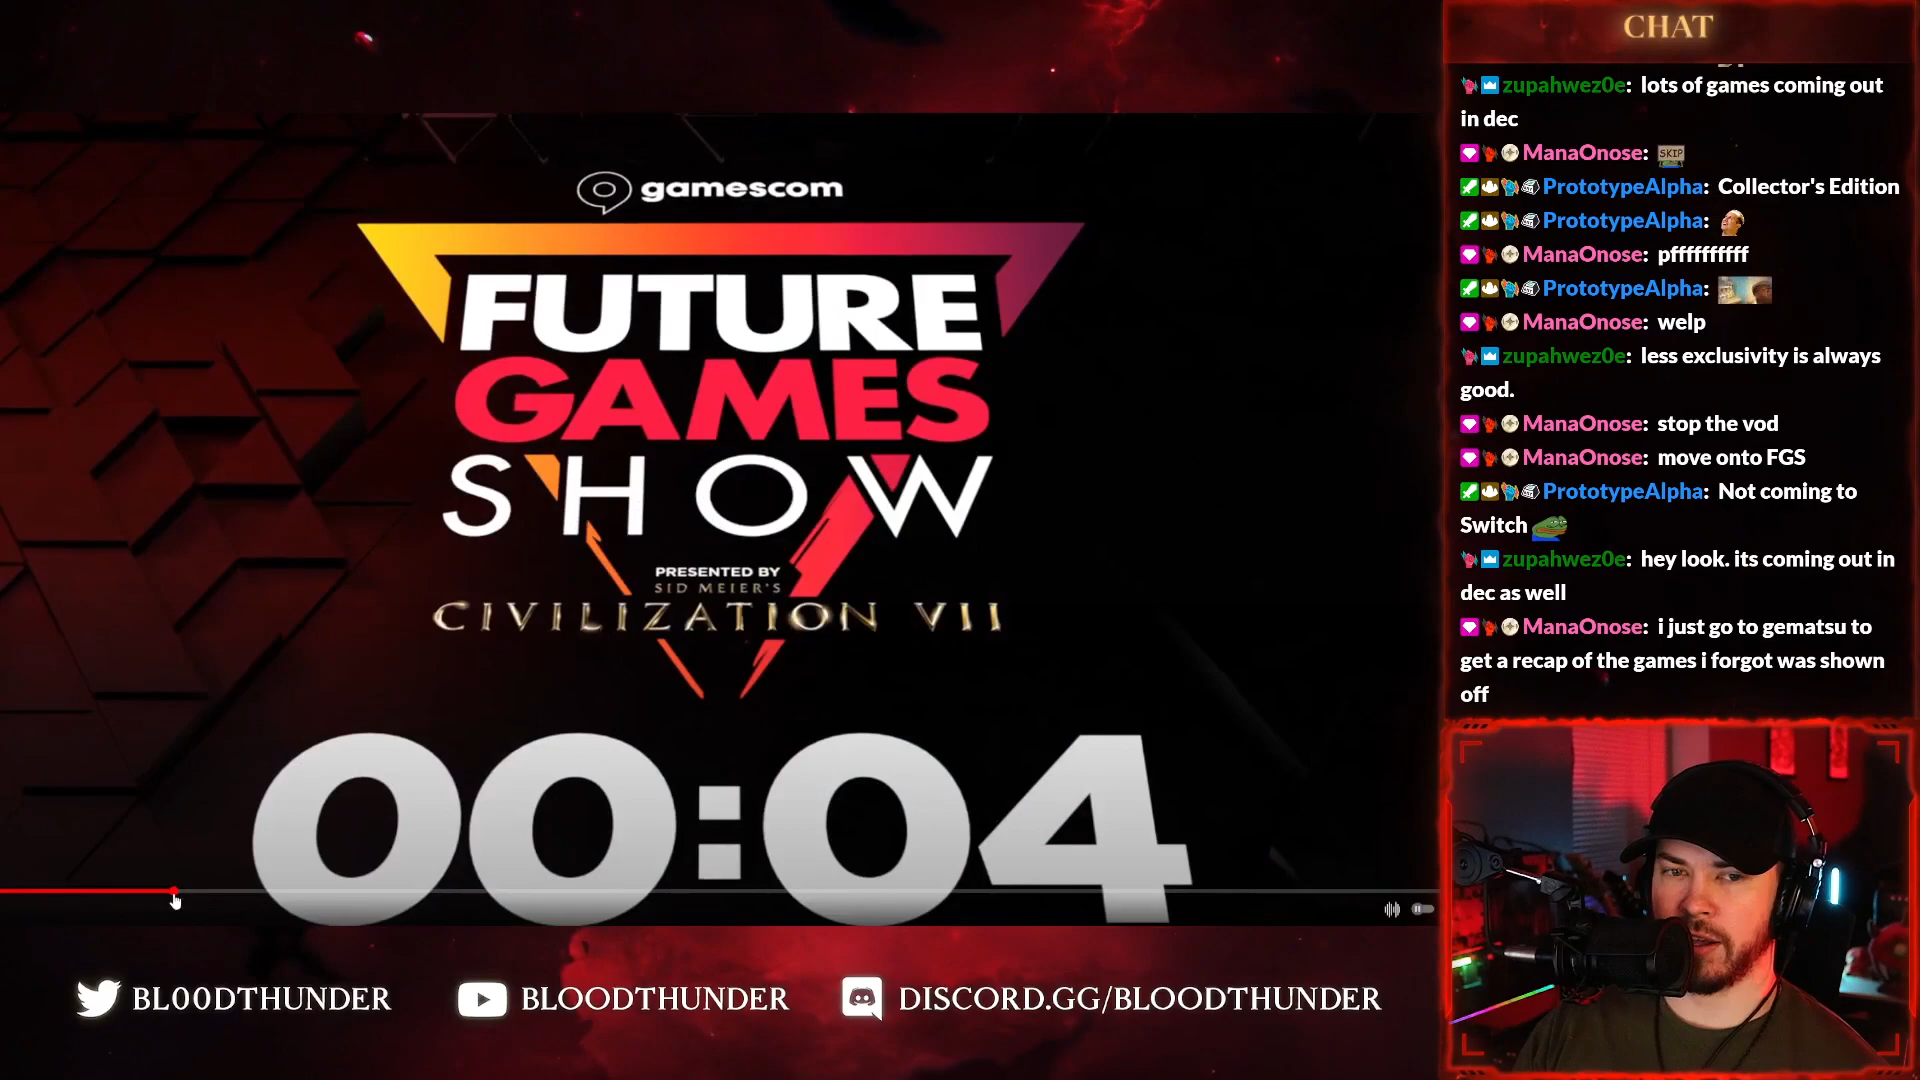 gamescom
FUTURE
GAMES
SHOW
PRESENTED BY
SID MEIER'S
CIVILIZATION VII
00:04
BL00DTHUNDER
BLOODTHUNDER
DISCORD.GG/BLOODTHUNDER
CHAT
zupahwez0e: lots of games coming out
in dec
ManaOnose: SKIP
PrototypeAlpha: Collector's Edition
PrototypeAlpha:
ManaOnose: pffffffffff
PrototypeAlpha:
ManaOnose: welp
zupahwez0e: less exclusivity is always
good.
ManaOnose: stop the vod
ManaOnose: move onto FGS
PrototypeAlpha: Not coming to
Switch
zupahwez0e: hey look. its coming out in
dec as well
ManaOnose: i just go to gematsu to
get a recap of the games i forgot was shown
off